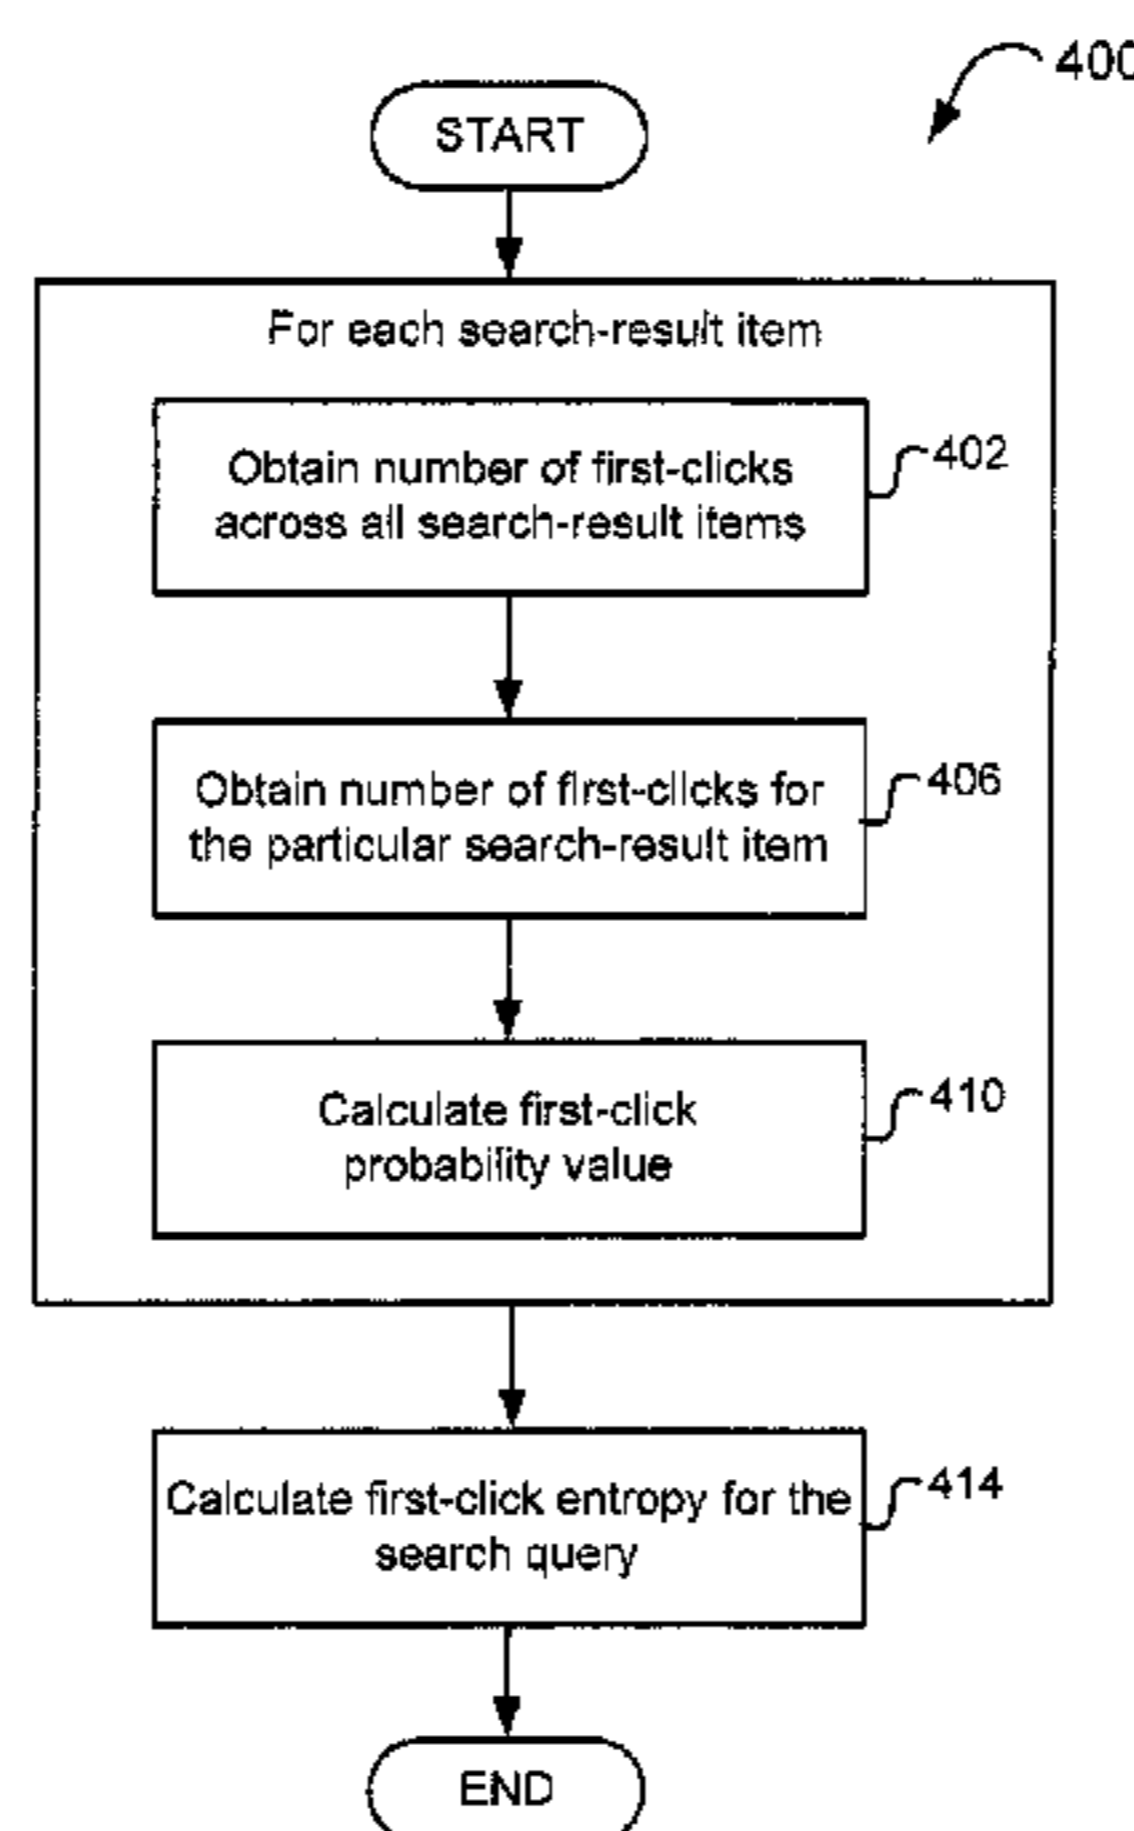 400
START
For each search-result item
Obtain number of first-clicks
across all search-result items
402
Obtain number of first-clicks for
the particular search-result item
406
Calculate first-click
probability value
410
Calculate first-click entropy for the
search query
414
END